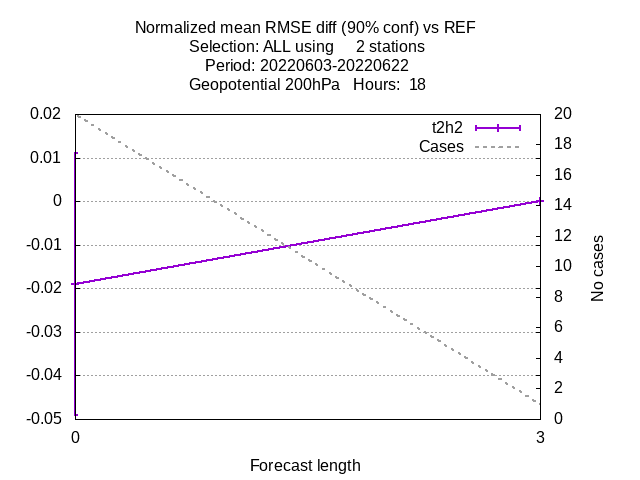 Normalized mean RMSE diff (90% conf) vs REF
Selection: ALL using     2 stations
Period: 20220603-20220622
Geopotential 200hPa   Hours:  18
t2h2
Cases
0.02
0.01
0
-0.01
-0.02
-0.03
-0.04
-0.05
20
18
16
14
12
10
8
6
4
2
0
No cases
0
3
Forecast length